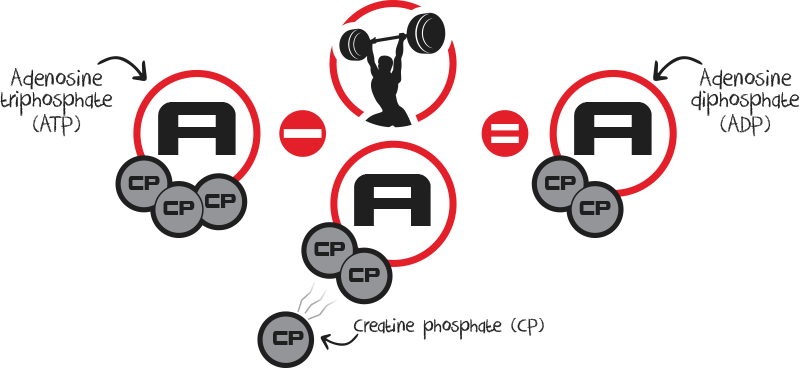 Adenosine
triphosphate
(ATP)
A
CP
CP
CP
A
CP
CP
CP
Creatine phosphate (CP)
Adenosine
diphosphate
(ADP)
A
CP
CP